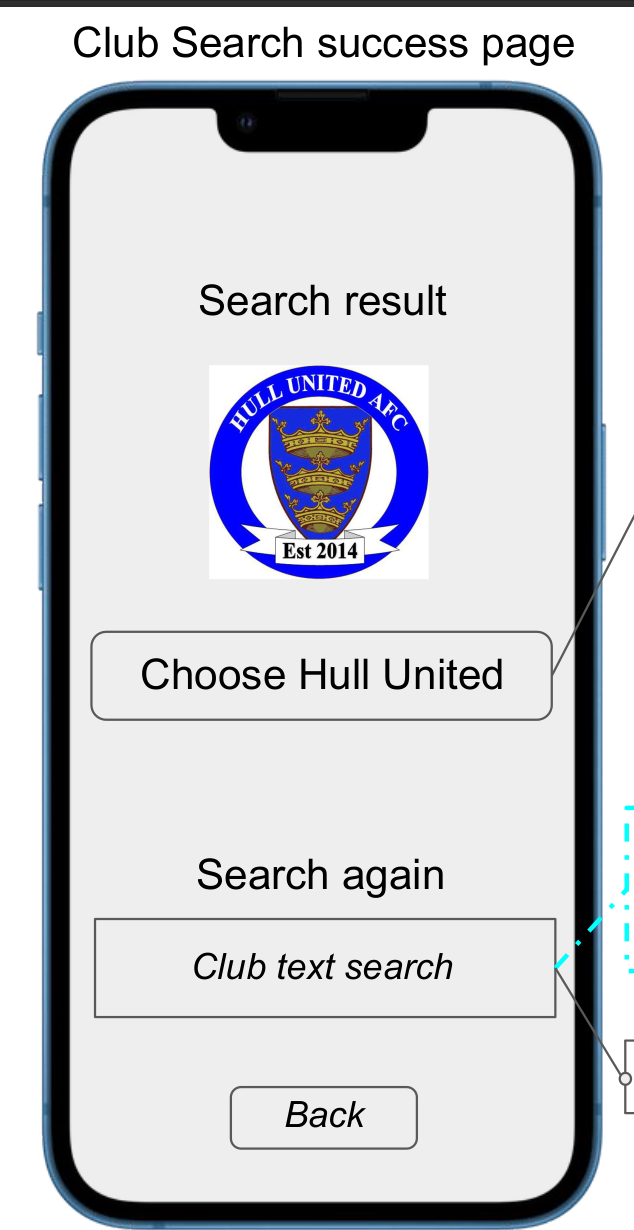 Club Search success page
Search result
HULL UNITED AFC
Est 2014
Choose Hull United
Search again
Club text search
Back